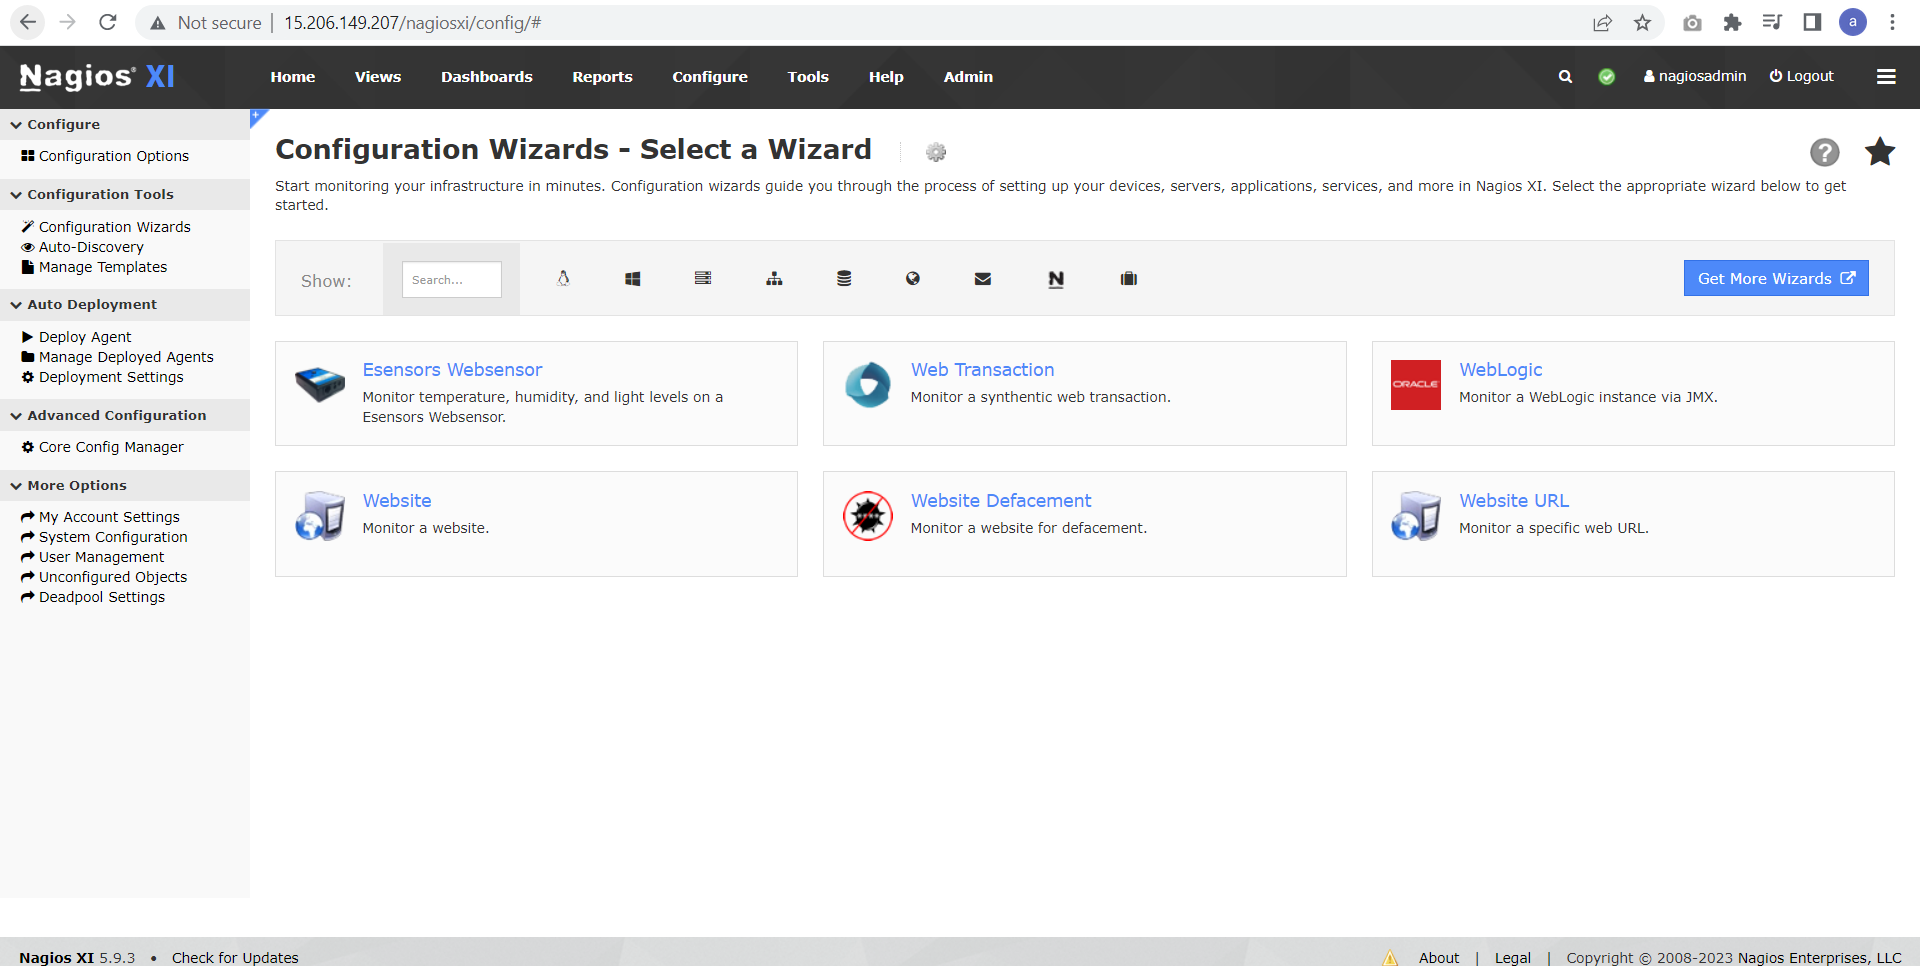 Not secure | 15.206.149.207/nagiosxi/config/#
a
Nagios® XI
Home Views Dashboards Reports Configure Tools Help Admin
nagiosadmin Logout
Configure
Configuration Options
Configuration Tools
Configuration Wizards
Auto-Discovery
Manage Templates
Auto Deployment
Deploy Agent
Manage Deployed Agents
Deployment Settings
Advanced Configuration
Core Config Manager
More Options
My Account Settings
System Configuration
User Management
Unconfigured Objects
Deadpool Settings
Configuration Wizards - Select a Wizard
Start monitoring your infrastructure in minutes. Configuration wizards guide you through the process of setting up your devices, servers, applications, services, and more in Nagios XI. Select the appropriate wizard below to get
started.
Show:
Search...
N
Get More Wizards
Esensors Websensor
Monitor temperature, humidity, and light levels on a
Esensors Websensor.
Web Transaction
Monitor a synthentic web transaction.
ORACLE
WebLogic
Monitor a WebLogic instance via JMX.
Website
Monitor a website.
Website Defacement
Monitor a website for defacement.
Website URL
Monitor a specific web URL.
Nagios XI 5.9.3 • Check for Updates
About | Legal | Copyright © 2008-2023 Nagios Enterprises, LLC